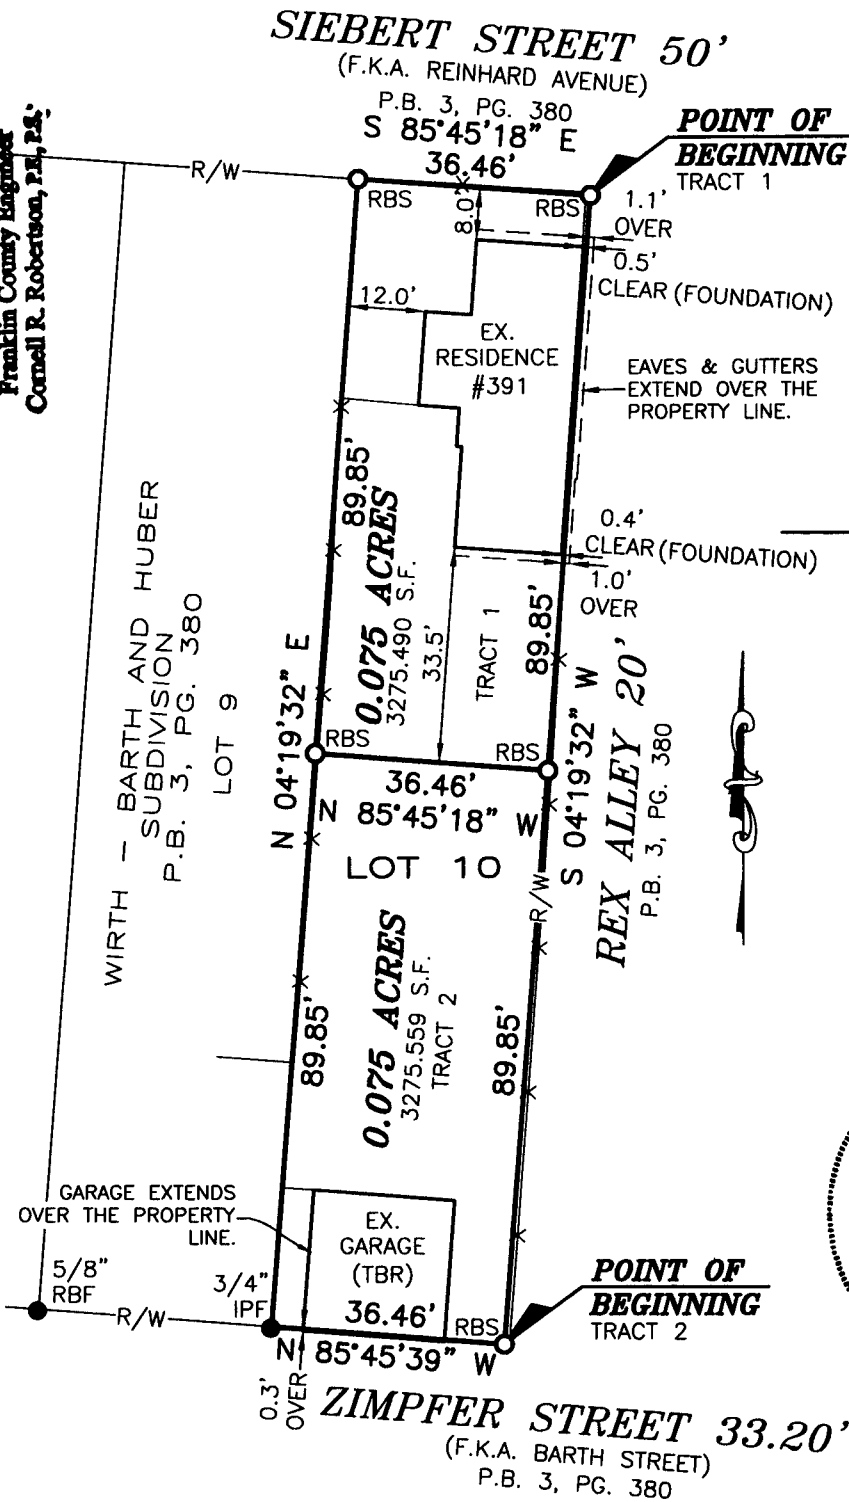 SIEBERT STREET 50'
(F.K.A. REINHARD AVENUE)
P.B. 3, PG. 380
S 85°45'18" E
36.46'
POINT OF
BEGINNING
TRACT 1
Franklin County Engineer
Cornell R. Robertson, P.E., P.S.
R/W
RBS
8.0'
RBS
1.1'
OVER
0.5'
CLEAR (FOUNDATION)
12.0'
EX.
RESIDENCE
#391
EAVES & GUTTERS
EXTEND OVER THE
PROPERTY LINE.
0.4'
CLEAR (FOUNDATION)
1.0'
OVER
89.85'
0.075 ACRES
3275.490 S.F.
33.5'
TRACT 1
89.85'
N 04°19'32" E
S 04°19'32" W
REX ALLEY 20'
P.B. 3, PG. 380
WIRTH - BARTH AND HUBER
SUBDIVISION
P.B. 3, PG. 380
LOT 9
RBS
RBS
36.46'
N 85°45'18" W
LOT 10
R/W
0.075 ACRES
3275.559 S.F.
TRACT 2
89.85'
89.85'
GARAGE EXTENDS
OVER THE PROPERTY
LINE.
EX.
GARAGE
(TBR)
5/8"
RBF
R/W
3/4"
IPF
36.46'
RBS
N 85°45'39" W
POINT OF
BEGINNING
TRACT 2
0.3'
OVER
ZIMPFER STREET 33.20'
(F.K.A. BARTH STREET)
P.B. 3, PG. 380